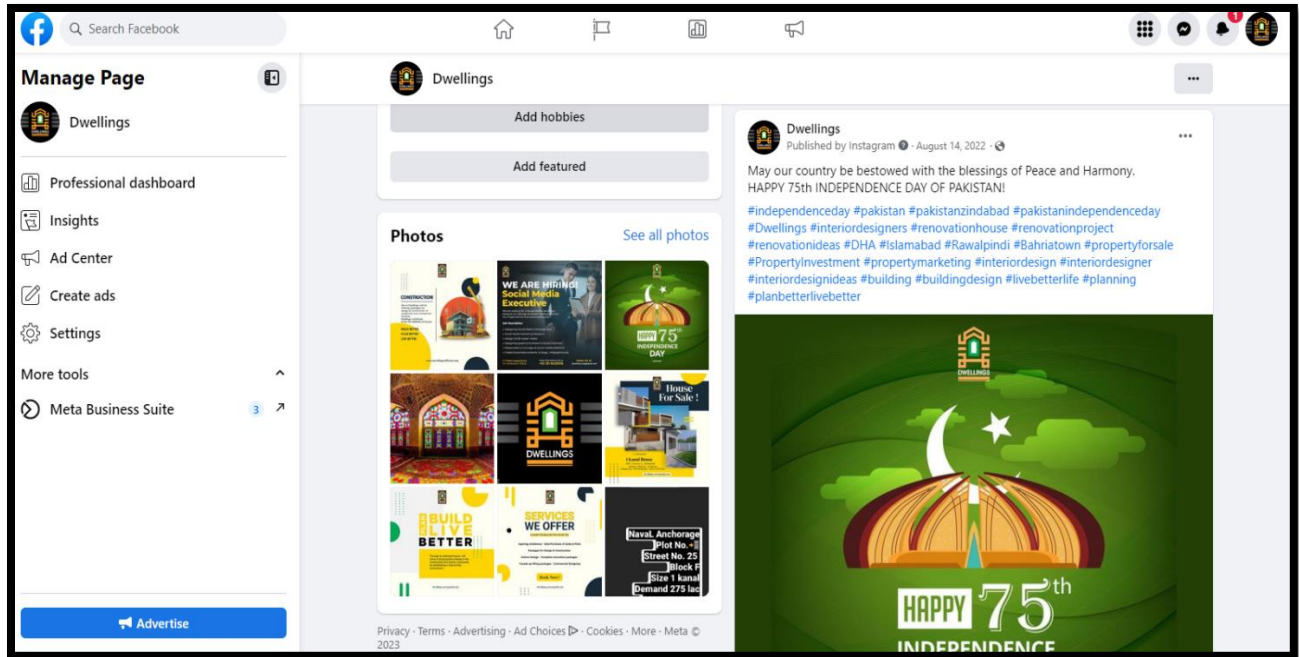 Search Facebook
1
Manage Page
Dwellings
Professional dashboard
Insights
Ad Center
Create ads
Settings
More tools
Meta Business Suite
3
Advertise
Dwellings
Add hobbies
Add featured
Photos
See all photos
CONSTRUCTION
WE ARE HIRING!
Social Media
Executive
HAPPY 75th
INDEPENDENCE
DAY
DWELLINGS
House
For Sale !
BUILD
LIVE
BETTER
SERVICES
WE OFFER
NavaL Anchorage
Plot No.
Street No. 25
Block F
Size 1 kanal
Demand 275 lac
Privacy · Terms · Advertising · Ad Choices · Cookies · More · Meta ©
2023
Dwellings
Published by Instagram · August 14, 2022 ·
May our country be bestowed with the blessings of Peace and Harmony.
HAPPY 75th INDEPENDENCE DAY OF PAKISTAN!
#independenceday #pakistan #pakistanzindabad #pakistanindependenceday
#Dwellings #interiordesigners #renovationhouse #renovationproject
#renovationideas #DHA #Islamabad #Rawalpindi #Bahriatown #propertyforsale
#PropertyInvestment #propertymarketing #interiordesign #interiordesigner
#interiordesignideas #building #buildingdesign #livebetterlife #planning
#planbetterlivebetter
DWELLINGS
HAPPY 75th
INDEPENDENCE